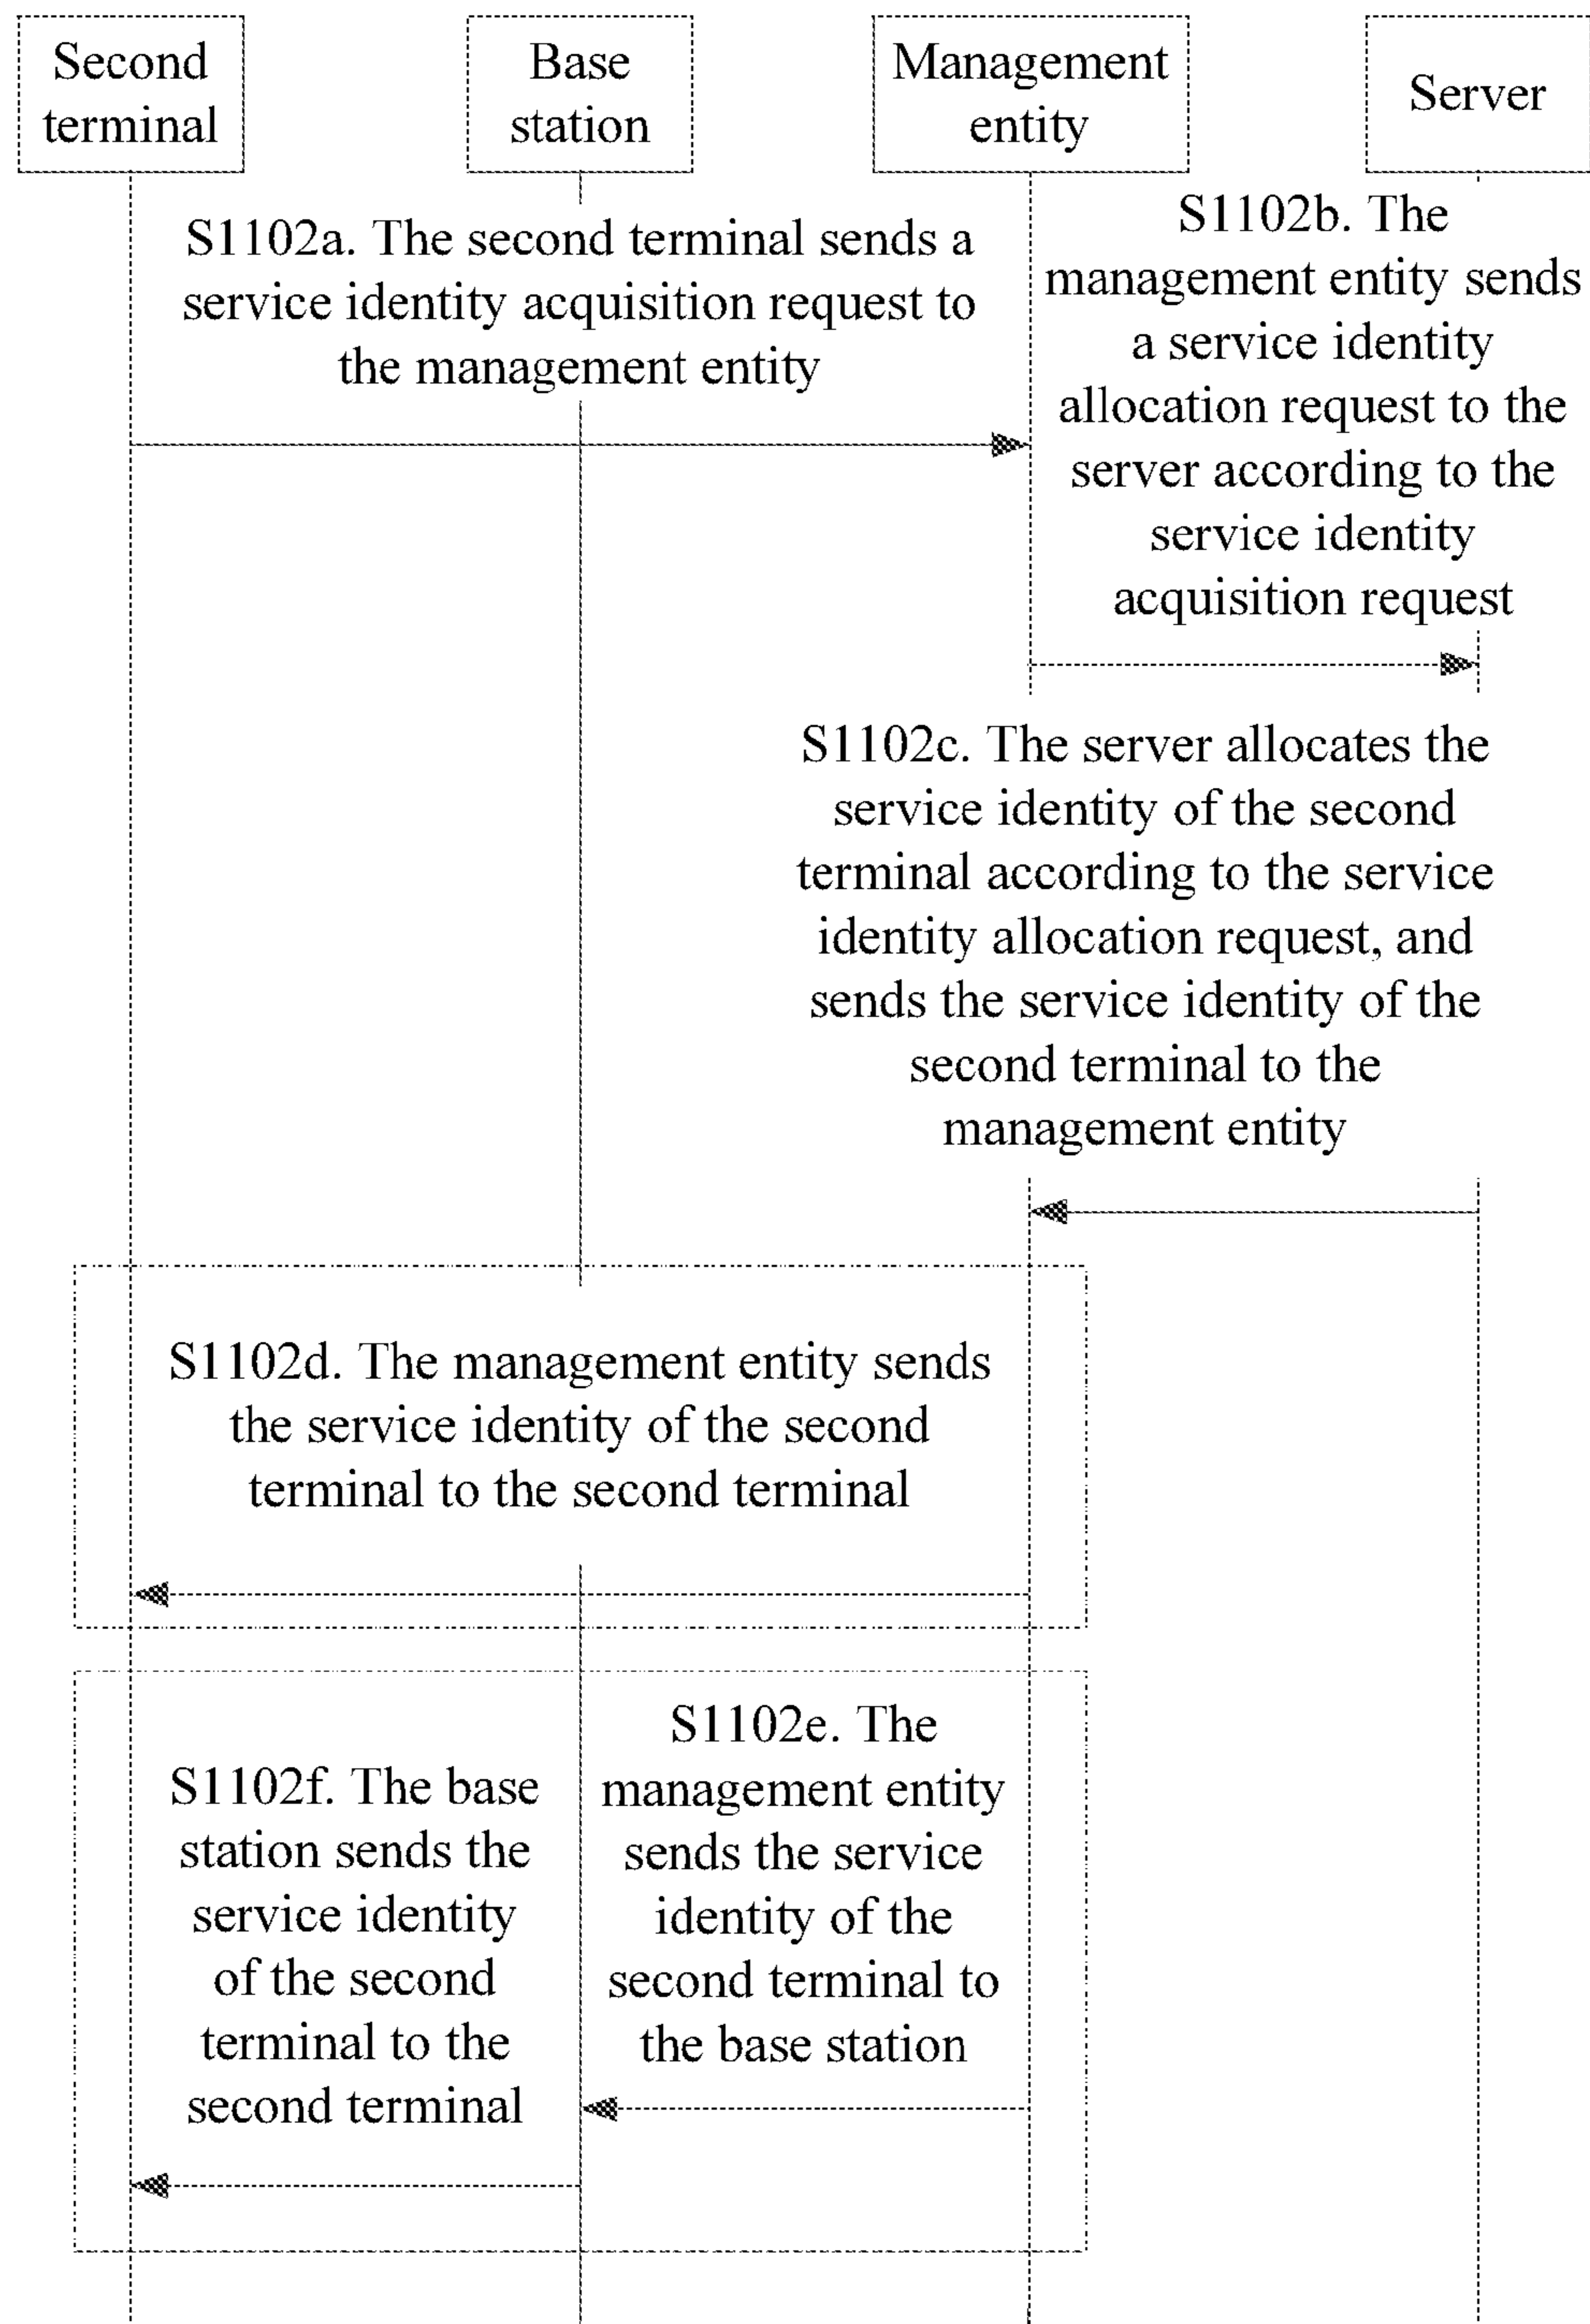 Second
terminal
Base
station
Management
entity
Server
S1102a. The second terminal sends a
service identity acquisition request to
the management entity
S1102b. The
management entity sends
a service identity
allocation request to the
server according to the
service identity
acquisition request
S1102c. The server allocates the
service identity of the second
terminal according to the service
identity allocation request, and
sends the service identity of the
second terminal to the
management entity
S1102d. The management entity sends
the service identity of the second
terminal to the second terminal
S1102e. The
management entity
sends the service
identity of the
second terminal to
the base station
S1102f. The base
station sends the
service identity
of the second
terminal to the
second terminal